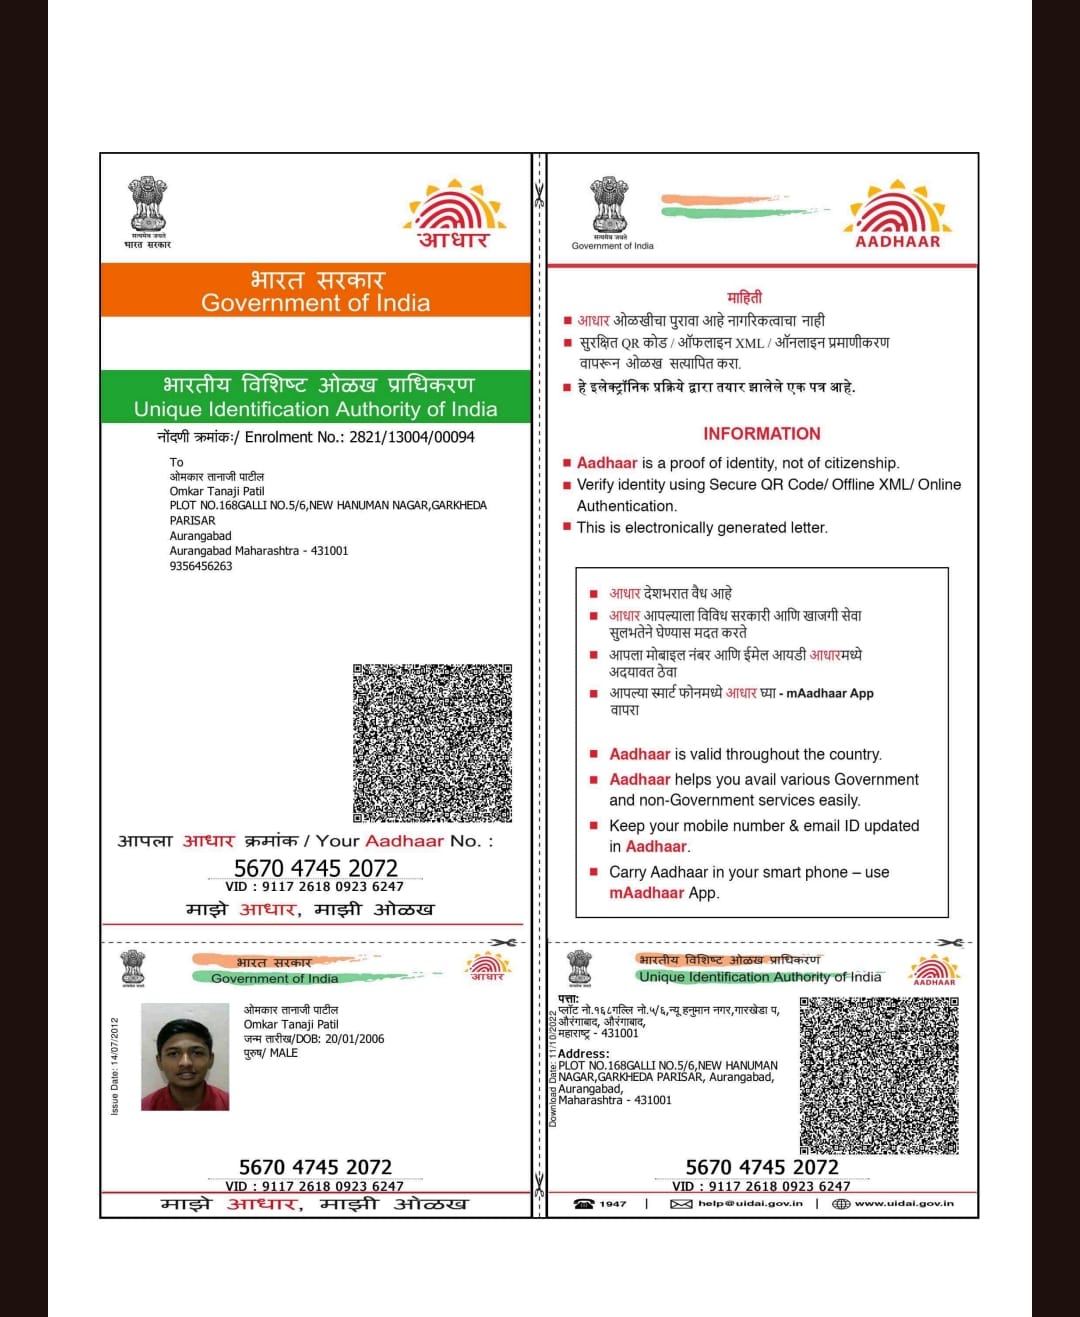 सत्यमेव जयते
भारत सरकार
आधार
भारत सरकार
Government of India
भारतीय विशिष्ट ओळख प्राधिकरण
Unique Identification Authority of India
नोंदणी क्रमांक:/ Enrolment No.: 2821/13004/00094
To
ओमकार तानाजी पाटील
Omkar Tanaji Patil
PLOT NO.168GALLI NO.5/6,NEW HANUMAN NAGAR,GARKHEDA
PARISAR
Aurangabad
Aurangabad Maharashtra - 431001
9356456263
आपला आधार क्रमांक / Your Aadhaar No. :
5670 4745 2072
VID : 9117 2618 0923 6247
माझे आधार, माझी ओळख
सत्यमेव जयते
Government of India
AADHAAR
माहिती
आधार ओळखीचा पुरावा आहे नागरिकत्वाचा नाही
सुरक्षित QR कोड / ऑफलाइन XML / ऑनलाइन प्रमाणीकरण
वापरून ओळख सत्यापित करा.
हे इलेक्ट्रॉनिक प्रक्रिये द्वारा तयार झालेले एक पत्र आहे.
INFORMATION
Aadhaar is a proof of identity, not of citizenship.
Verify identity using Secure QR Code/ Offline XML/ Online
Authentication.
This is electronically generated letter.
आधार देशभरात वैध आहे
आधार आपल्याला विविध सरकारी आणि खाजगी सेवा
सुलभतेने घेण्यास मदत करते
आपला मोबाइल नंबर आणि ईमेल आयडी आधारमध्ये
अदयावत ठेवा
आपल्या स्मार्ट फोनमध्ये आधार घ्या - mAadhaar App
वापरा
Aadhaar is valid throughout the country.
Aadhaar helps you avail various Government
and non-Government services easily.
Keep your mobile number & email ID updated
in Aadhaar.
Carry Aadhaar in your smart phone – use
mAadhaar App.
भारत सरकार
Government of India
आधार
Issue Date: 14/07/2012
ओमकार तानाजी पाटील
Omkar Tanaji Patil
जन्म तारीख/DOB: 20/01/2006
पुरुष/ MALE
5670 4745 2072
VID : 9117 2618 0923 6247
माझे आधार, माझी ओळख
भारतीय विशिष्ट ओळख प्राधिकरण
Unique Identification Authority of India
AADHAAR
Download Date: 11/10/2022
पत्ता:
प्लॉट नो.१६८गल्लि नो.५/६,न्यू हनुमान नगर,गारखेडा प,
औरंगाबाद, औरंगाबाद,
महाराष्ट्र - 431001
Address:
PLOT NO.168GALLI NO.5/6,NEW HANUMAN
NAGAR,GARKHEDA PARISAR, Aurangabad,
Aurangabad,
Maharashtra - 431001
5670 4745 2072
VID : 9117 2618 0923 6247
1947 | help@uidai.gov.in | www.uidai.gov.in